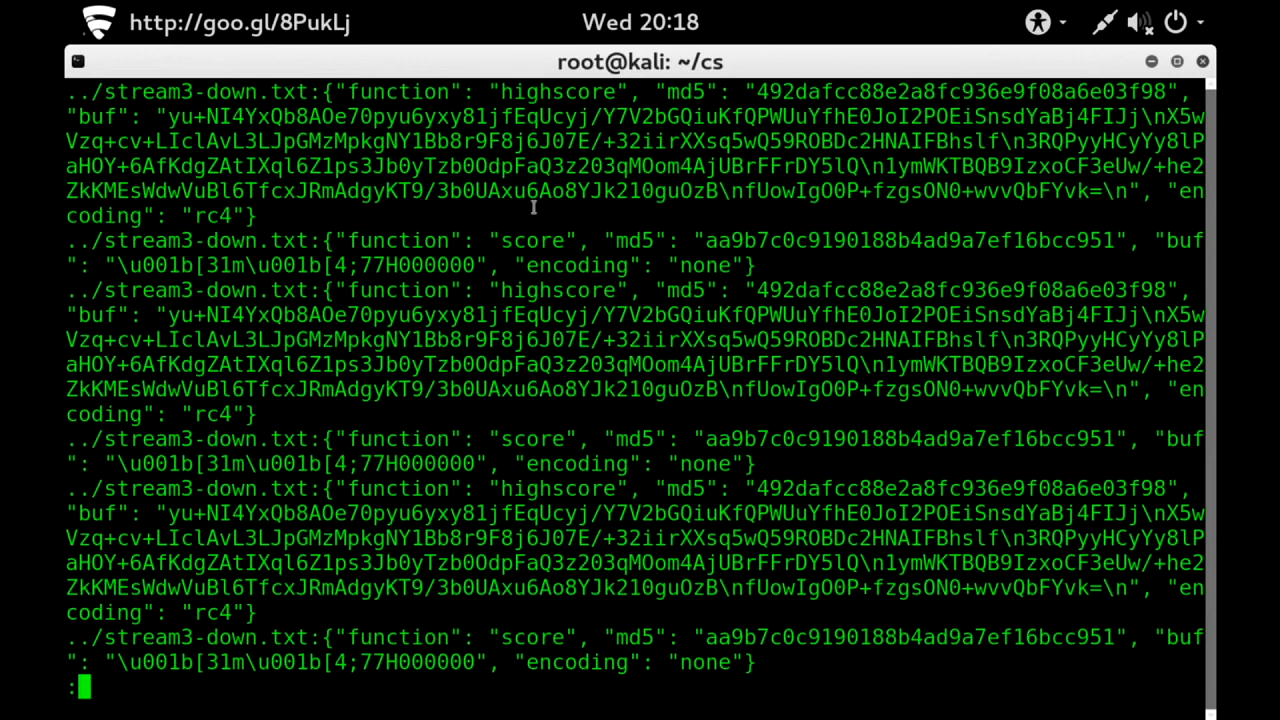 http://goo.gl/8PukLj
Wed 20:18
root@kali: ~/cs
../stream3-down.txt:{"function": "highscore", "md5": "492dafcc88e2a8fc936e9f08a6e03f98",
"buf": "yu+NI4YxQb8AOe70pyu6yxy81jfEqUcyj/Y7V2bGQiuKfQPWUuYfhE0JoI2POEiSnsdYaBj4FIJj\nX5w
Vzq+cv+LIclAvL3LJpGMzMpkgNY1Bb8r9F8j6J07E/+32iirXXsq5wQ59ROBDc2HNAIFBhslf\n3RQPyyHCyYy8lP
aHOY+6AfKdgZAtIXql6Z1ps3Jb0yTzb0OdpFaQ3z203qMOom4AjUBrFFrDY5lQ\n1ymWKTBQB9IzxoCF3eUw/+he2
ZkKMEsWdwVuBl6TfcxJRmAdgyKT9/3b0UAxu6Ao8YJk210guOzB\nfUowIgO0P+fzgsON0+wvvQbFYvk=\n", "en
coding": "rc4"}
../stream3-down.txt:{"function": "score", "md5": "aa9b7c0c9190188b4ad9a7ef16bcc951", "buf
": "\u001b[31m\u001b[4;77H000000", "encoding": "none"}
../stream3-down.txt:{"function": "highscore", "md5": "492dafcc88e2a8fc936e9f08a6e03f98",
"buf": "yu+NI4YxQb8AOe70pyu6yxy81jfEqUcyj/Y7V2bGQiuKfQPWUuYfhE0JoI2POEiSnsdYaBj4FIJj\nX5w
Vzq+cv+LIclAvL3LJpGMzMpkgNY1Bb8r9F8j6J07E/+32iirXXsq5wQ59ROBDc2HNAIFBhslf\n3RQPyyHCyYy8lP
aHOY+6AfKdgZAtIXql6Z1ps3Jb0yTzb0OdpFaQ3z203qMOom4AjUBrFFrDY5lQ\n1ymWKTBQB9IzxoCF3eUw/+he2
ZkKMEsWdwVuBl6TfcxJRmAdgyKT9/3b0UAxu6Ao8YJk210guOzB\nfUowIgO0P+fzgsON0+wvvQbFYvk=\n", "en
coding": "rc4"}
../stream3-down.txt:{"function": "score", "md5": "aa9b7c0c9190188b4ad9a7ef16bcc951", "buf
": "\u001b[31m\u001b[4;77H000000", "encoding": "none"}
../stream3-down.txt:{"function": "highscore", "md5": "492dafcc88e2a8fc936e9f08a6e03f98",
"buf": "yu+NI4YxQb8AOe70pyu6yxy81jfEqUcyj/Y7V2bGQiuKfQPWUuYfhE0JoI2POEiSnsdYaBj4FIJj\nX5w
Vzq+cv+LIclAvL3LJpGMzMpkgNY1Bb8r9F8j6J07E/+32iirXXsq5wQ59ROBDc2HNAIFBhslf\n3RQPyyHCyYy8lP
aHOY+6AfKdgZAtIXql6Z1ps3Jb0yTzb0OdpFaQ3z203qMOom4AjUBrFFrDY5lQ\n1ymWKTBQB9IzxoCF3eUw/+he2
ZkKMEsWdwVuBl6TfcxJRmAdgyKT9/3b0UAxu6Ao8YJk210guOzB\nfUowIgO0P+fzgsON0+wvvQbFYvk=\n", "en
coding": "rc4"}
../stream3-down.txt:{"function": "score", "md5": "aa9b7c0c9190188b4ad9a7ef16bcc951", "buf
": "\u001b[31m\u001b[4;77H000000", "encoding": "none"}
: